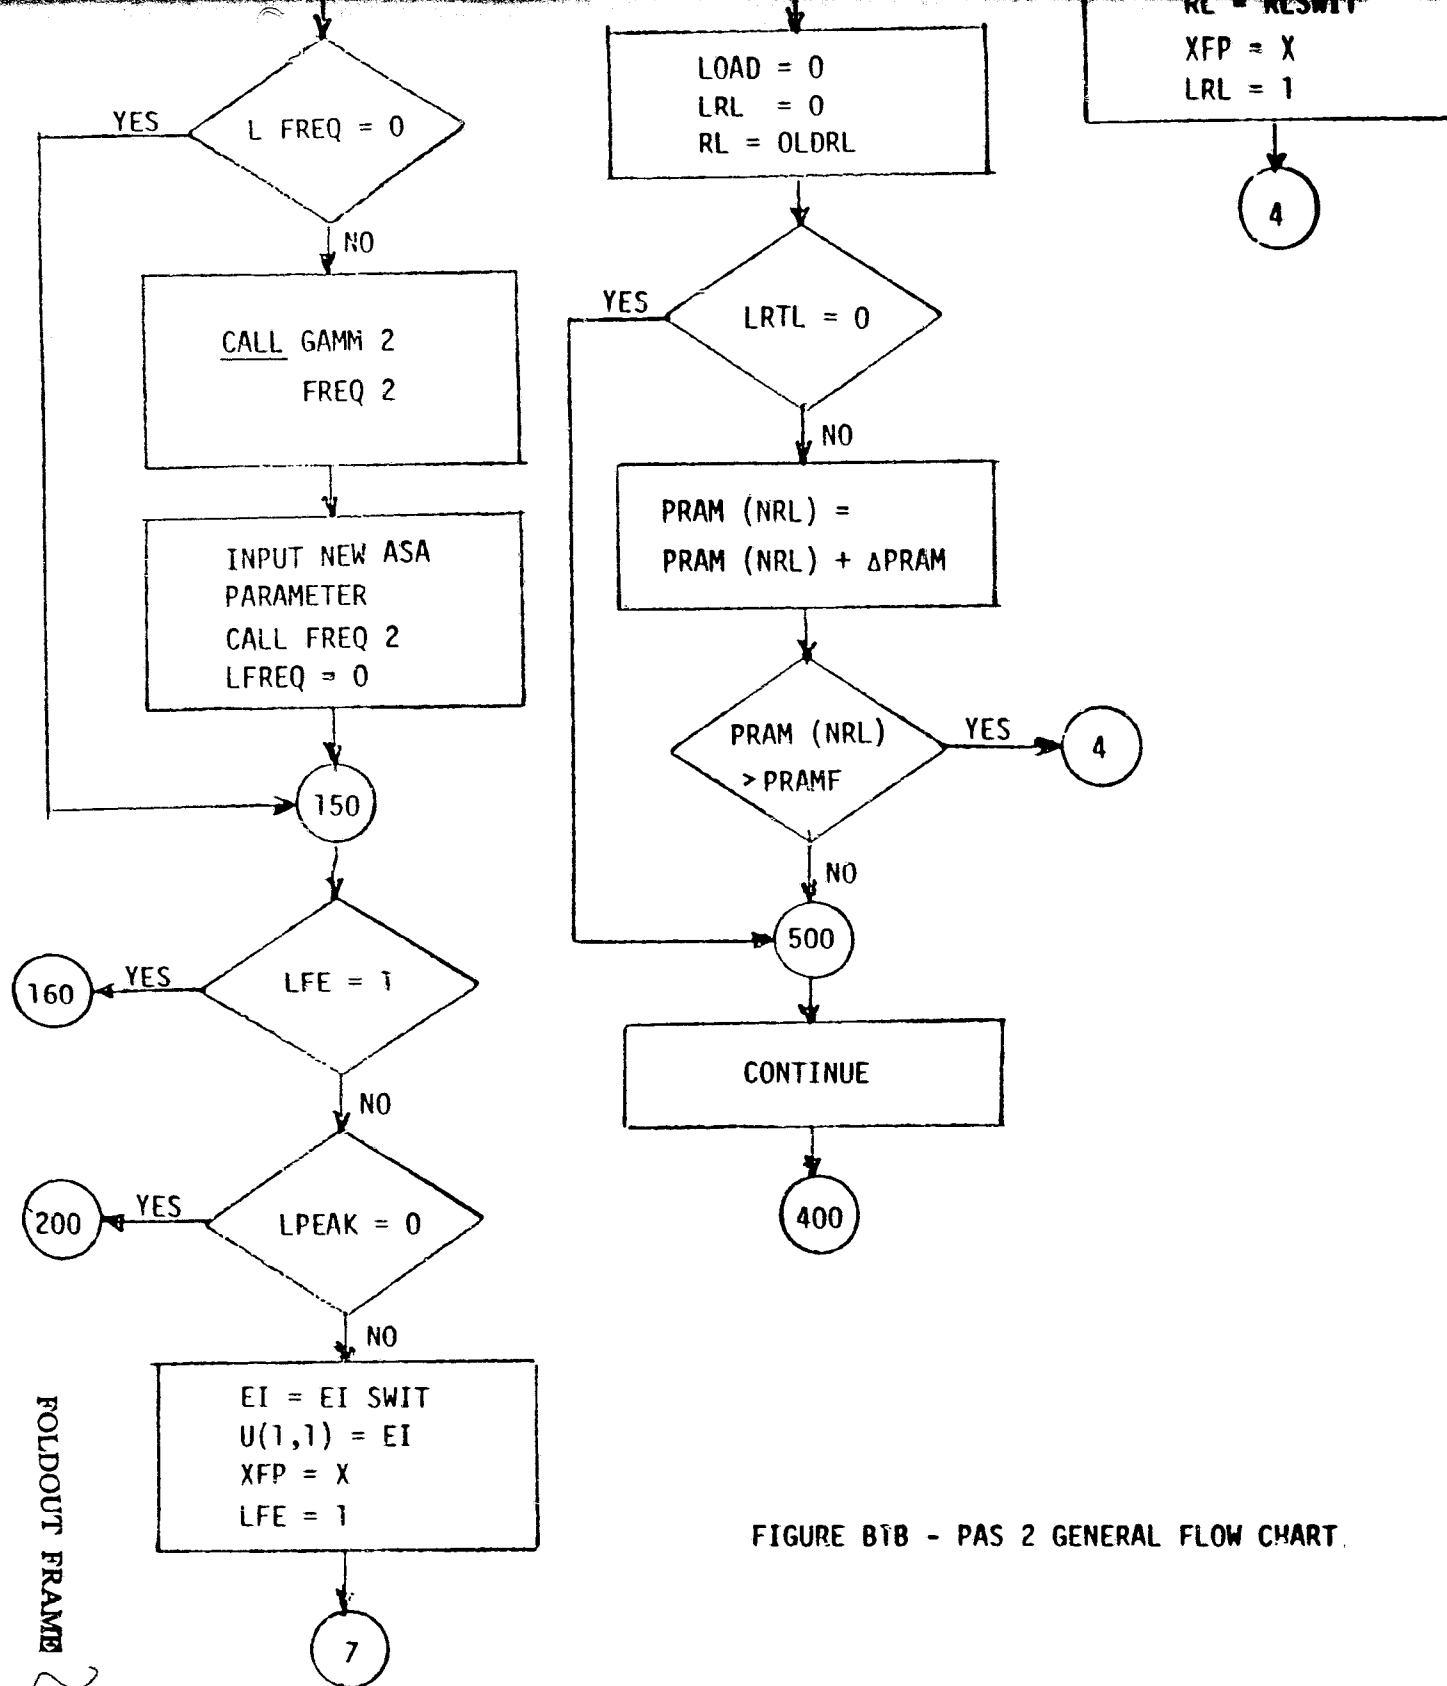 YES
L FREQ = 0
NO
CALL GAMM 2
FREQ 2
INPUT NEW ASA
PARAMETER
CALL FREQ 2
LFREQ = 0
150
LFE = 1
YES
160
NO
LPEAK = 0
YES
200
NO
EI = EI SWIT
U(1,1) = EI
XFP = X
LFE = 1
7
LOAD = 0
LRL = 0
RL = OLDRL
YES
LRTL = 0
NO
PRAM (NRL) =
PRAM (NRL) + ΔPRAM
PRAM (NRL)
> PRAMF
YES
4
NO
500
CONTINUE
400
RL = RLSWIT
XFP = X
LRL = 1
4
FIGURE B1B - PAS 2 GENERAL FLOW CHART
FOLDOUT FRAME 2